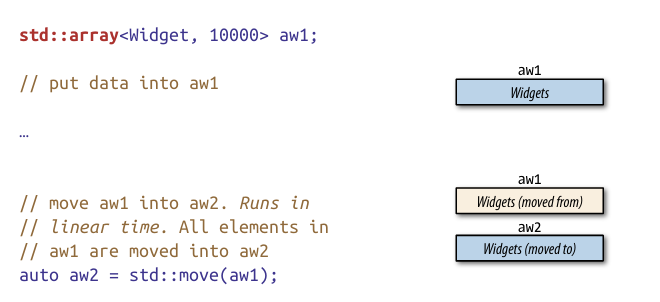 std::array<Widget, 10000> aw1;
// put data into aw1
aw1
Widgets
…
aw1
// move aw1 into aw2. Runs in
Widgets (moved from)
// linear time. All elements in
aw2
// aw1 are moved into aw2
Widgets (moved to)
auto aw2 = std::move(aw1);